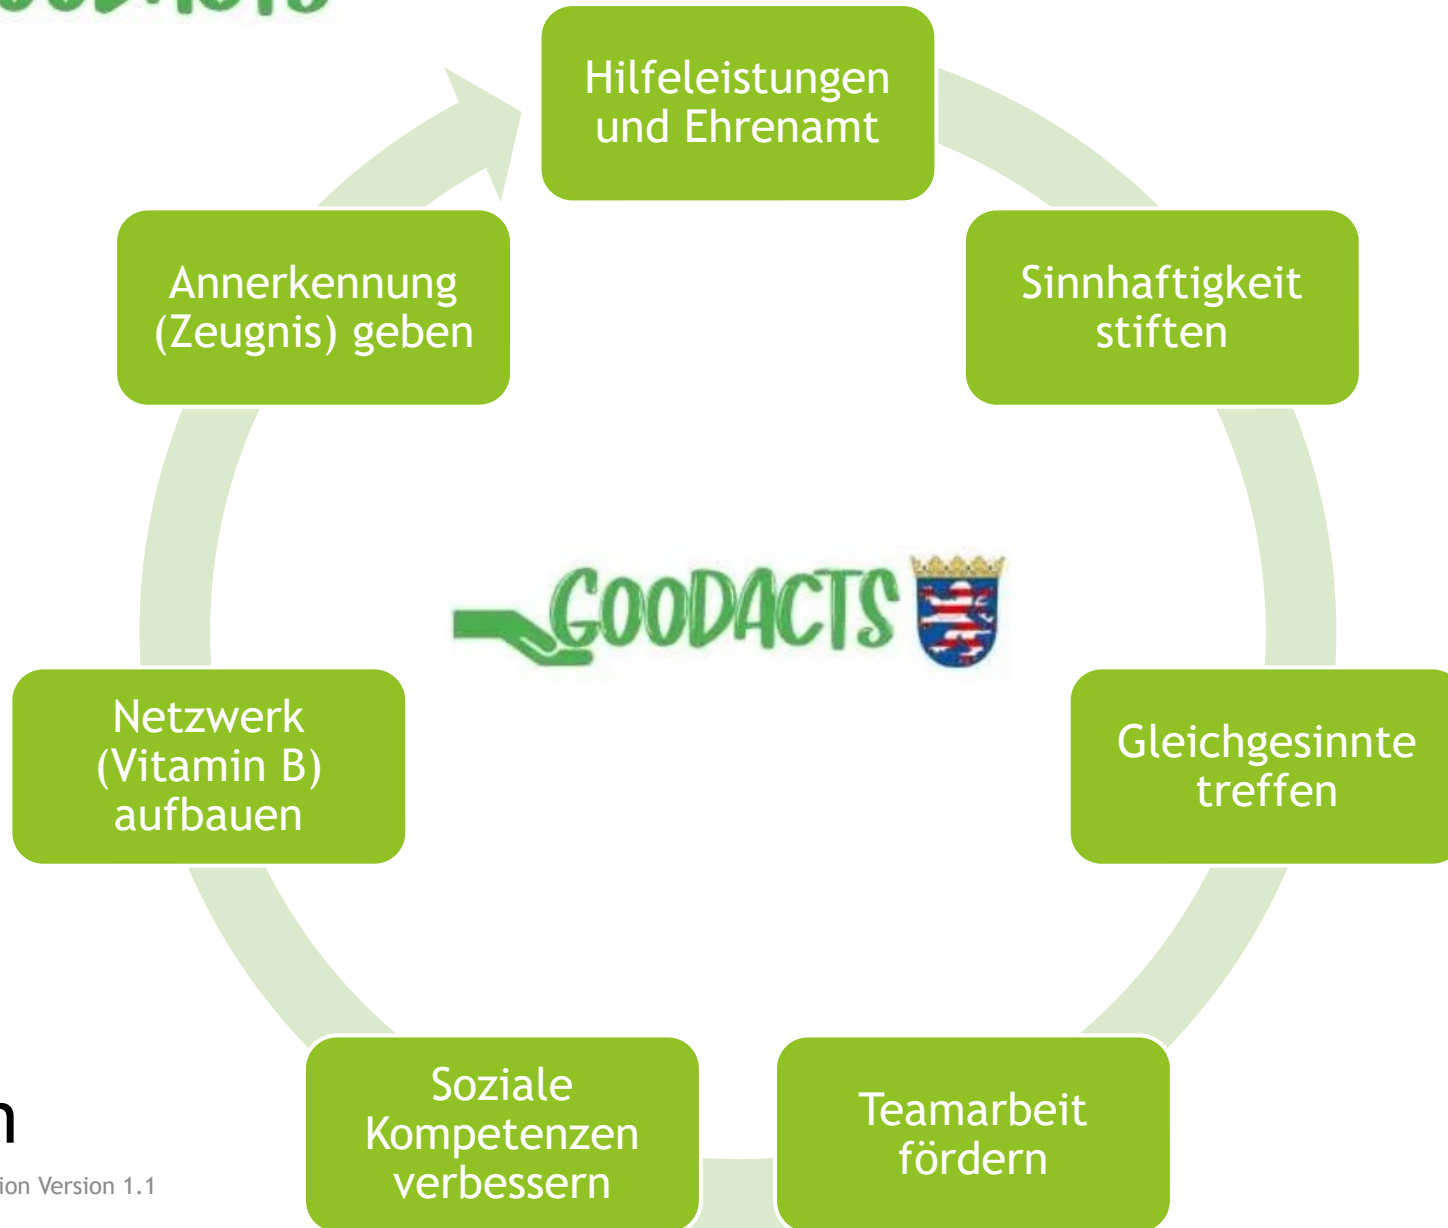 Hilfeleistungen
und Ehrenamt
Sinnhaftigkeit
stiften
Gleichgesinnte
treffen
Teamarbeit
fördern
Soziale
Kompetenzen
verbessern
Netzwerk
(Vitamin B)
aufbauen
Annerkennung
(Zeugnis) geben
GOODACTS
Version 1.1